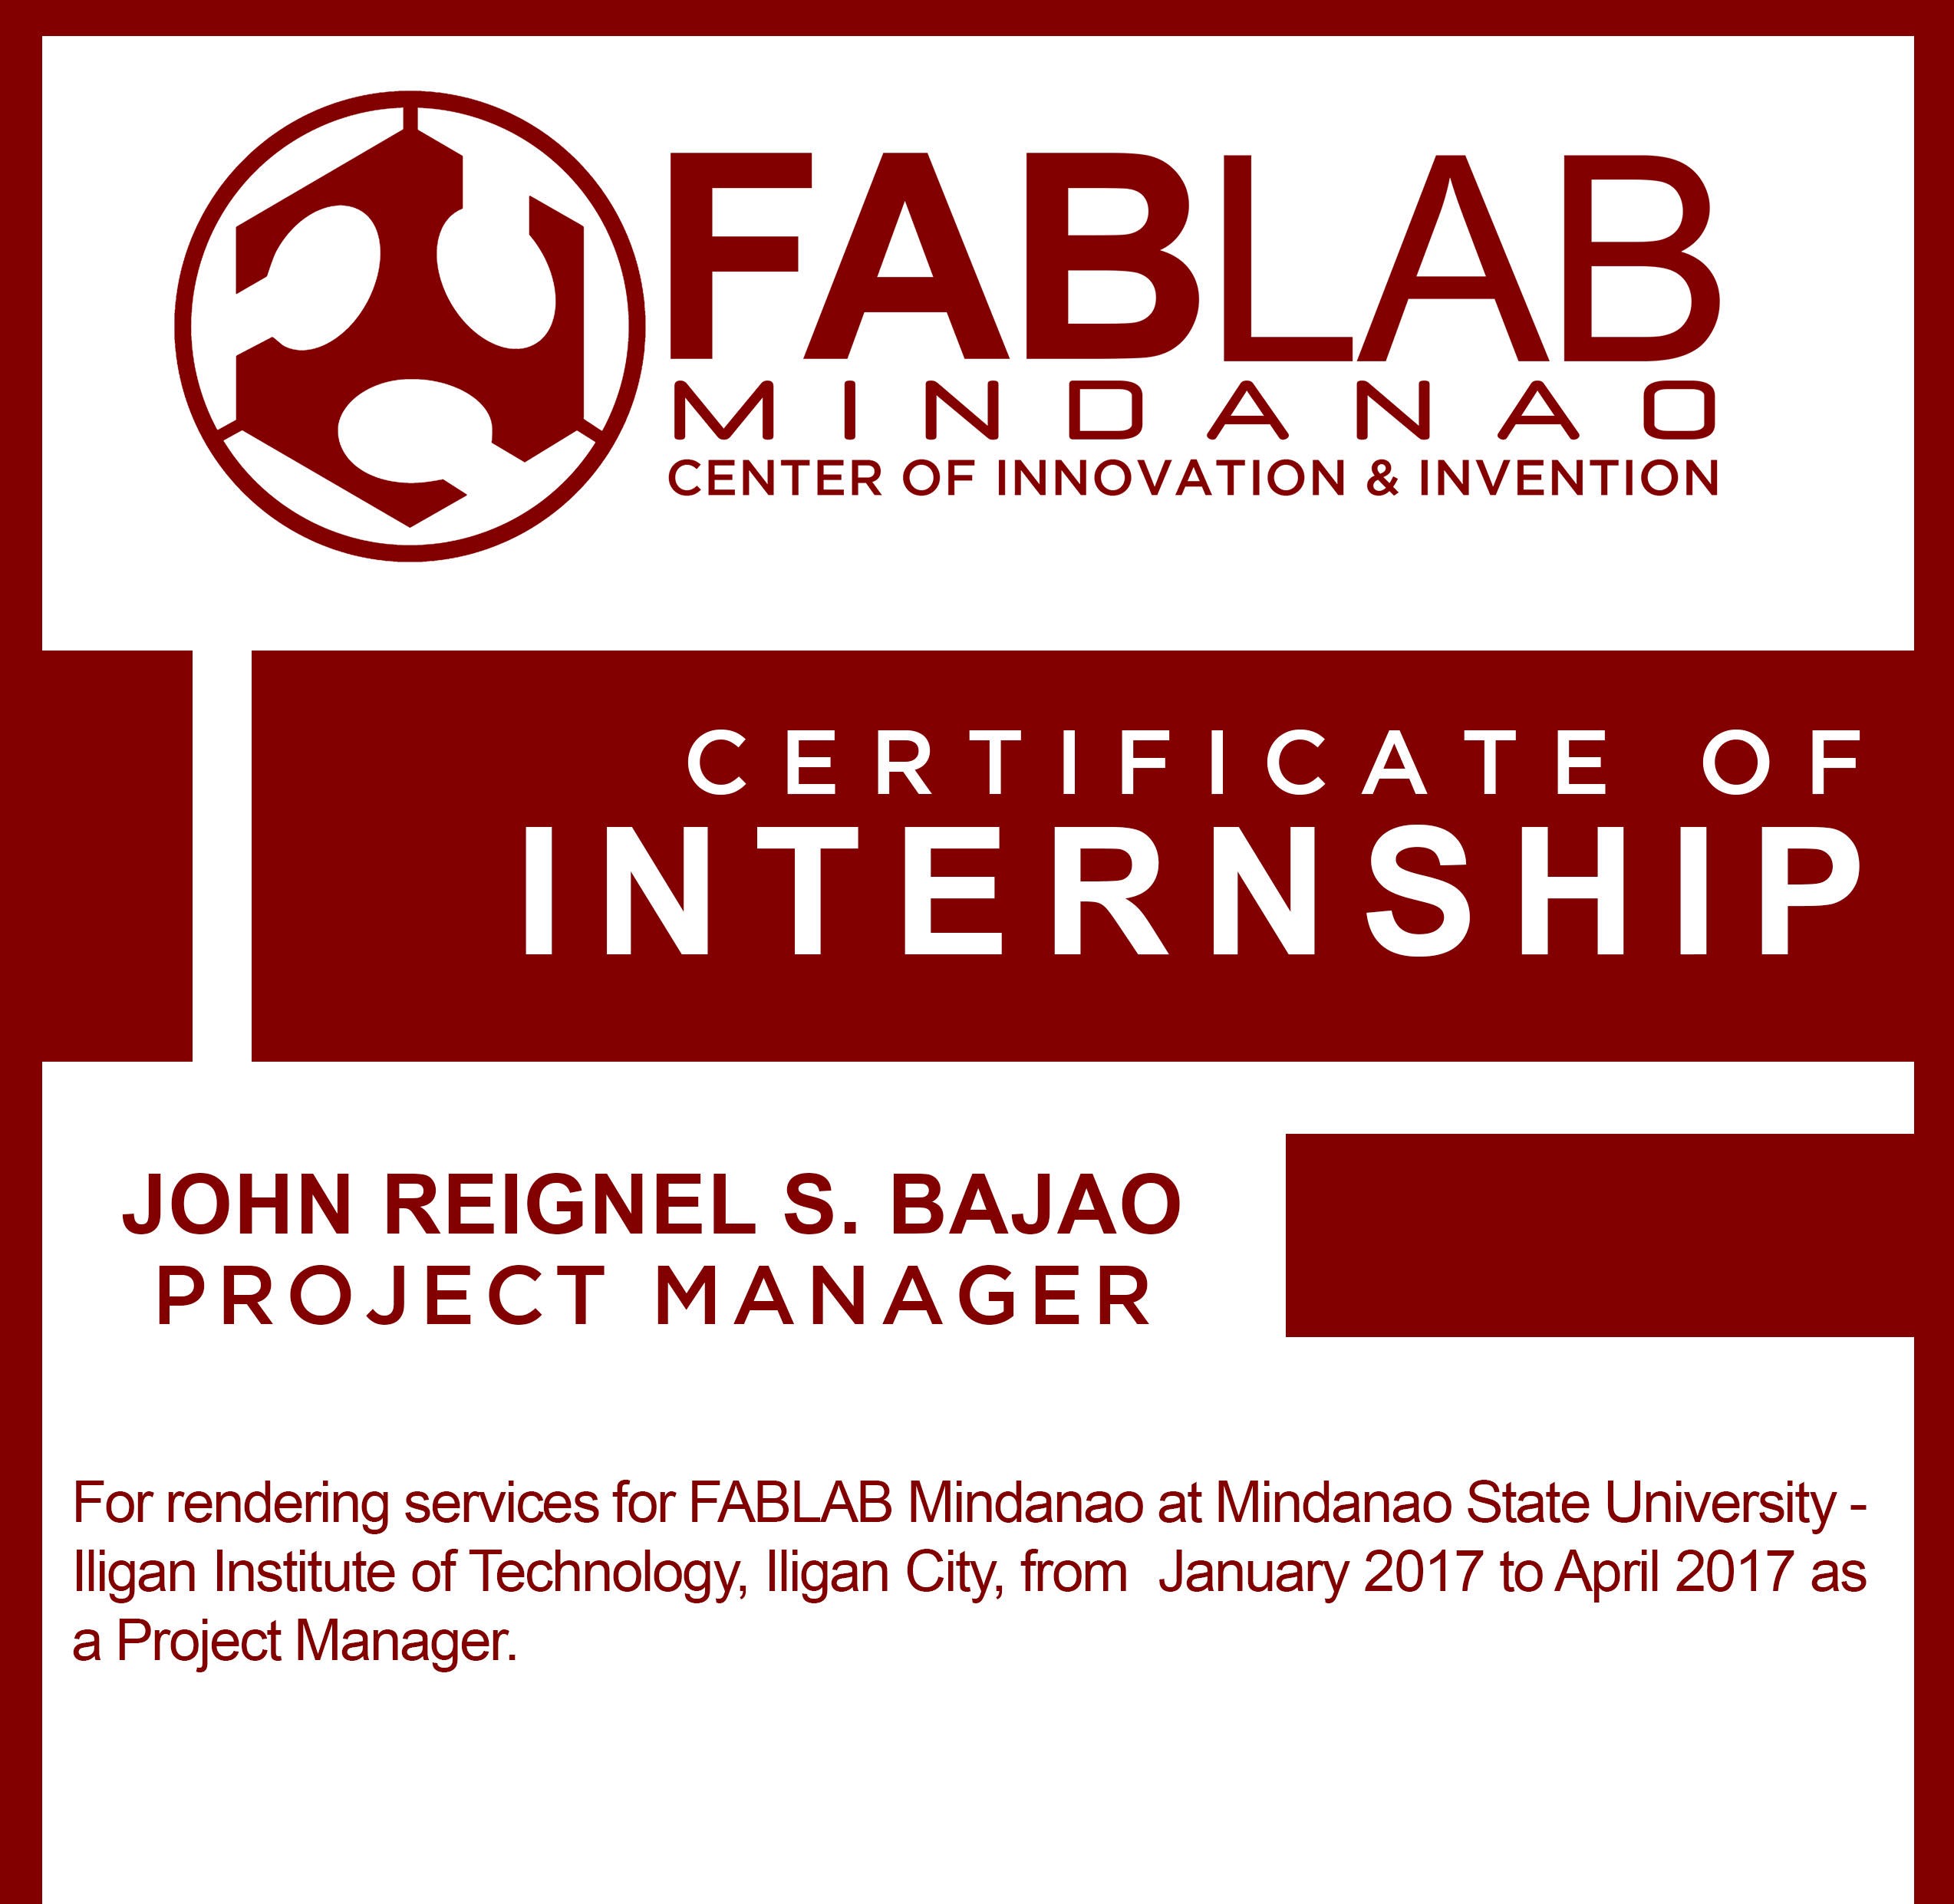 FABLAB
MINDANAO
CENTER OF INNOVATION & INVENTION
CERTIFICATE OF
INTERNSHIP
JOHN REIGNEL S. BAJAO
PROJECT MANAGER
For rendering services for FABLAB Mindanao at Mindanao State University -
Iligan Institute of Technology, Iligan City, from  January 2017 to April 2017 as
a Project Manager.